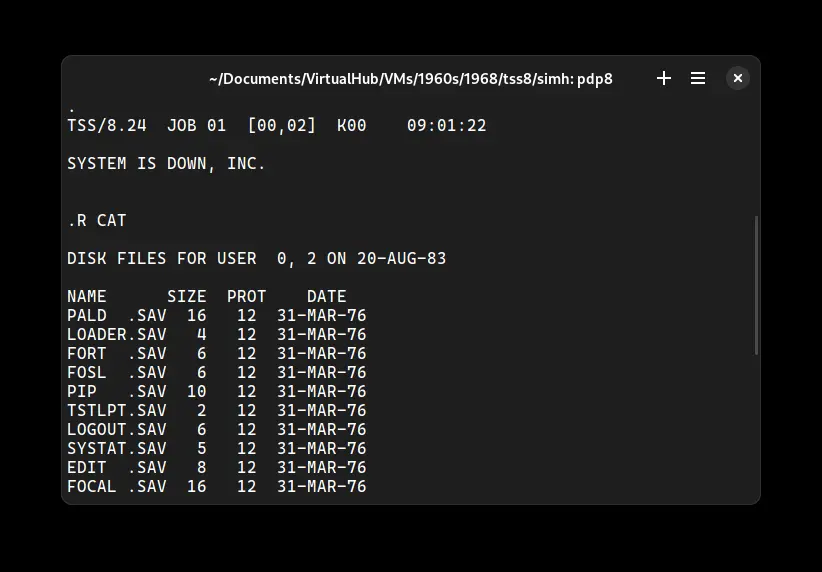 ~/Documents/VirtualHub/VMs/1960s/1968/tss8/simh: pdp8
.
TSS/8.24  JOB 01  [00,02]  K00    09:01:22
SYSTEM IS DOWN, INC.
.R CAT
DISK FILES FOR USER  0, 2 ON 20-AUG-83
NAME      SIZE  PROT    DATE
PALD  .SAV  16   12  31-MAR-76
LOADER.SAV   4   12  31-MAR-76
FORT  .SAV   6   12  31-MAR-76
FOSL  .SAV   6   12  31-MAR-76
PIP   .SAV  10   12  31-MAR-76
TSTLPT.SAV   2   12  31-MAR-76
LOGOUT.SAV   6   12  31-MAR-76
SYSTAT.SAV   5   12  31-MAR-76
EDIT  .SAV   8   12  31-MAR-76
FOCAL .SAV  16   12  31-MAR-76